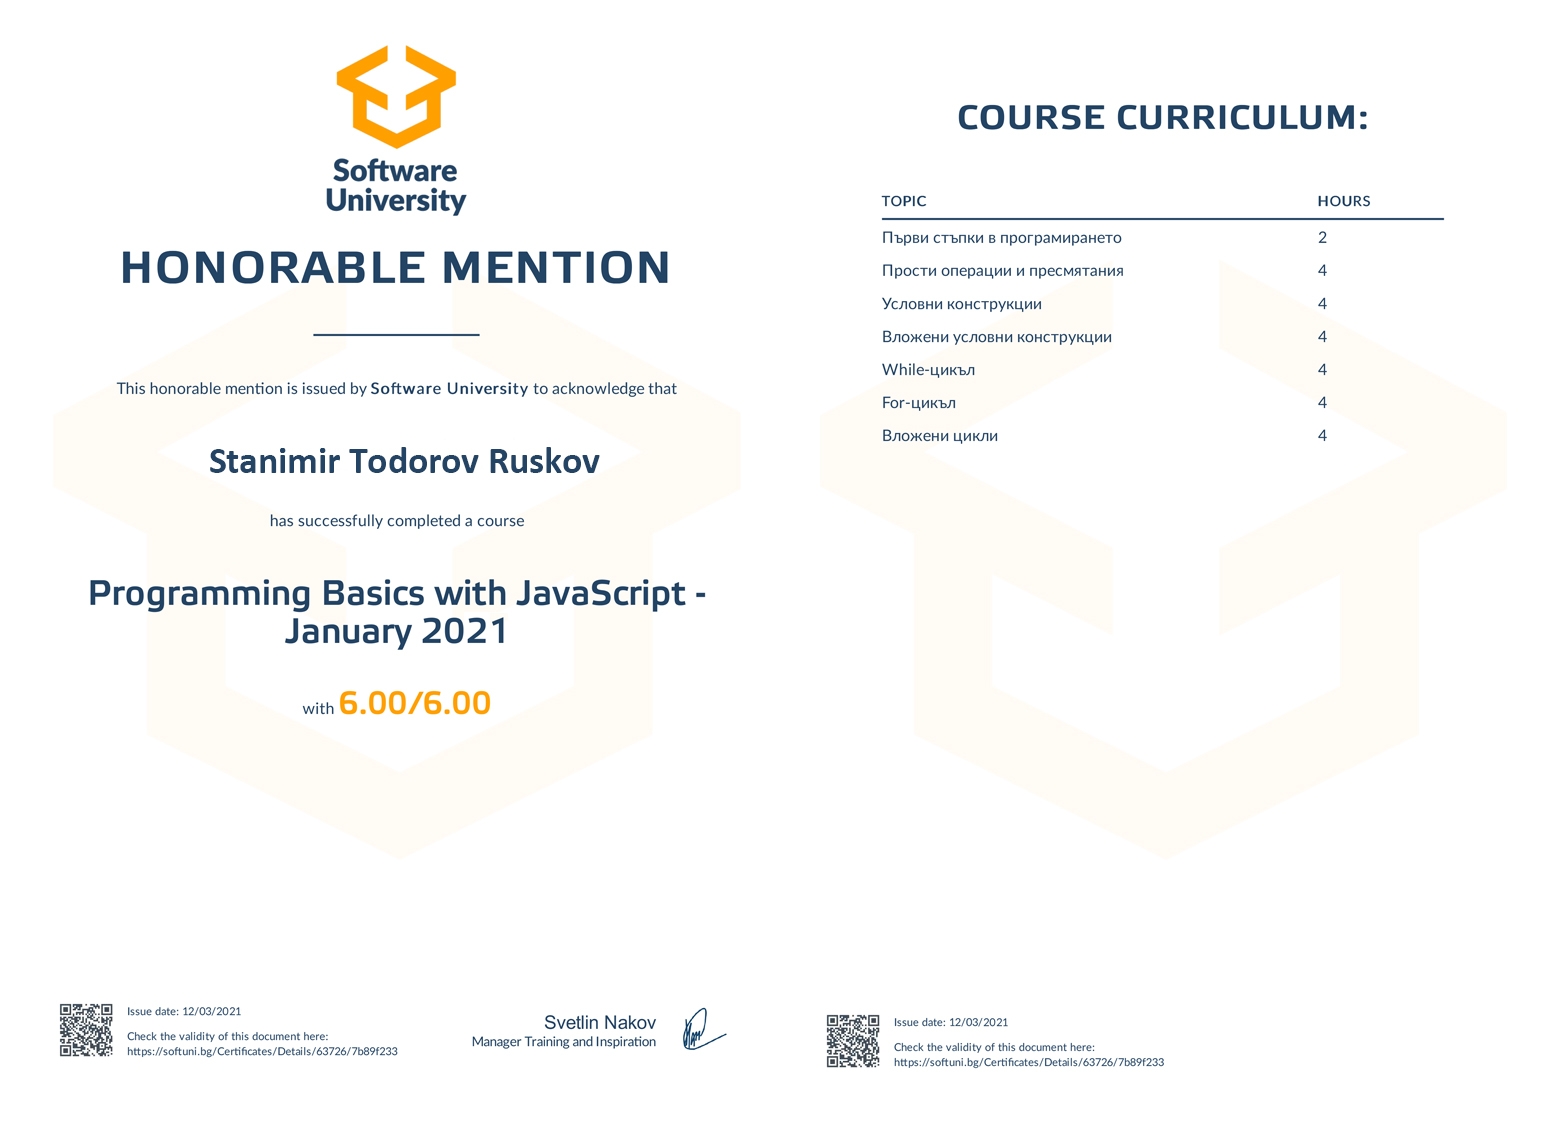 Software
University
HONORABLE MENTION
This honorable mention is issued by Software University to acknowledge that
Stanimir Todorov Ruskov
has successfully completed a course
Programming Basics with JavaScript -
January 2021
with 6.00/6.00
Issue date: 12/03/2021
Check the validity of this document here:
https://softuni.bg/Certificates/Details/63726/7b89f233
Svetlin Nakov
Manager Training and Inspiration
COURSE CURRICULUM:
TOPIC HOURS
Първи стъпки в програмирането 2
Прости операции и пресмятания 4
Условни конструкции 4
Вложени условни конструкции 4
While-цикъл 4
For-цикъл 4
Вложени цикли 4
Issue date: 12/03/2021
Check the validity of this document here:
https://softuni.bg/Certificates/Details/63726/7b89f233